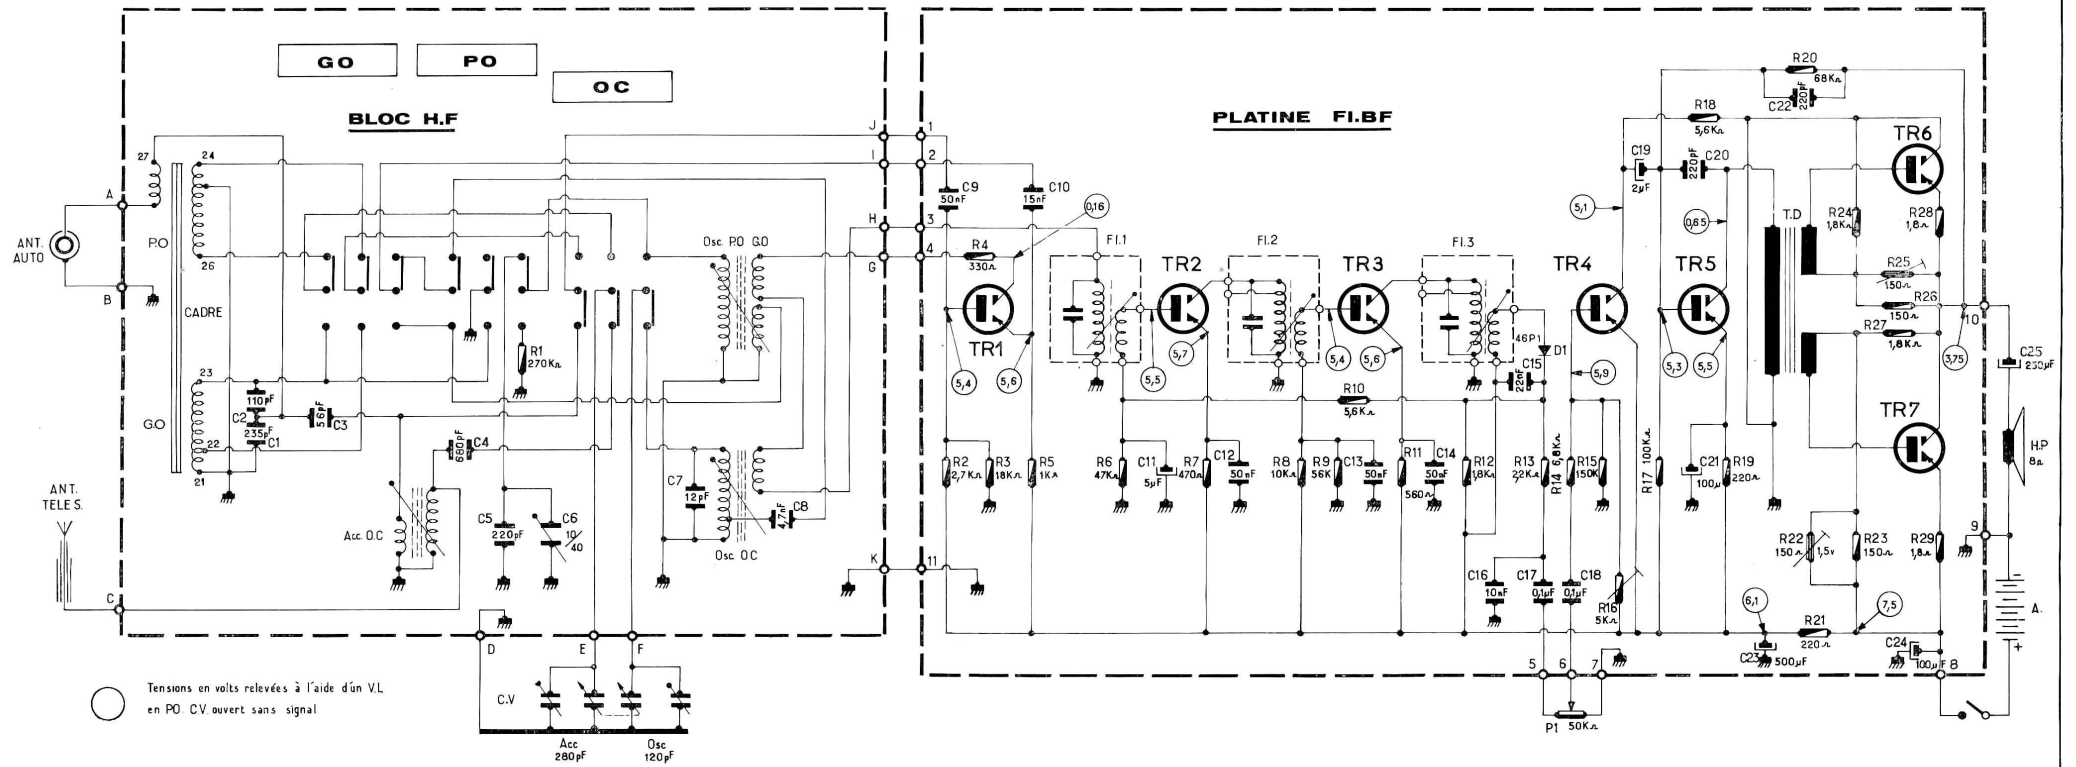 GO
PO
OC
BLOC H.F
PLATINE FI.BF
ANT. AUTO
A
B
C
27
24
P.O
26
CADRE
23
G.O
22
21
110pF
C2
235pF
C1
5,6pF
C3
680pF
C4
ANT. TELES.
Acc. O.C
R1
270KΩ
C5
220pF
C6
10/40
Osc. P.O G.O
C7
12pF
4,7nF
C8
Osc. O.C
J
I
H
G
K
D
E
F
C.V
Acc
280pF
Osc
120pF
Tensions en volts relevées à l'aide d'un V.L
en PO. C.V. ouvert sans signal
1
2
3
4
11
C9
50nF
C10
15nF
0,16
R4
330Ω
TR1
5,4
5,6
R2
2,7KΩ
R3
18KΩ
R5
1KΩ
F.I.1
TR2
5,5
5,7
R6
47KΩ
C11
5µF
R7
470Ω
C12
50nF
F.I.2
TR3
5,4
5,6
R8
10KΩ
R9
56K
C13
50nF
R11
560Ω
C14
50nF
R10
5,6KΩ
F.I.3
46P1
D1
C15
22nF
R12
1,8KΩ
R13
22KΩ
R14 6,8KΩ
R15
150K
C16
10nF
C17
0,1µF
C18
0,1µF
R16
5KΩ
TR4
5,9
5,1
C19
2µF
R17 100KΩ
R18
5,6KΩ
C20
220pF
R20
68KΩ
C22
220pF
TR5
0,65
5,3
5,5
C21
100µ
R19
220Ω
T.D
TR6
R24
1,8KΩ
R28
1,8Ω
R25
150Ω
R26
150Ω
R27
1,8KΩ
3,75
10
TR7
R22
150Ω
1,5v
R23
150Ω
R29
1,8Ω
6,1
C23
500µF
R21
220Ω
7,5
C24
100µF
8
9
C25
250µF
H.P
8Ω
-
A.
+
5
6
7
P1
50KΩ